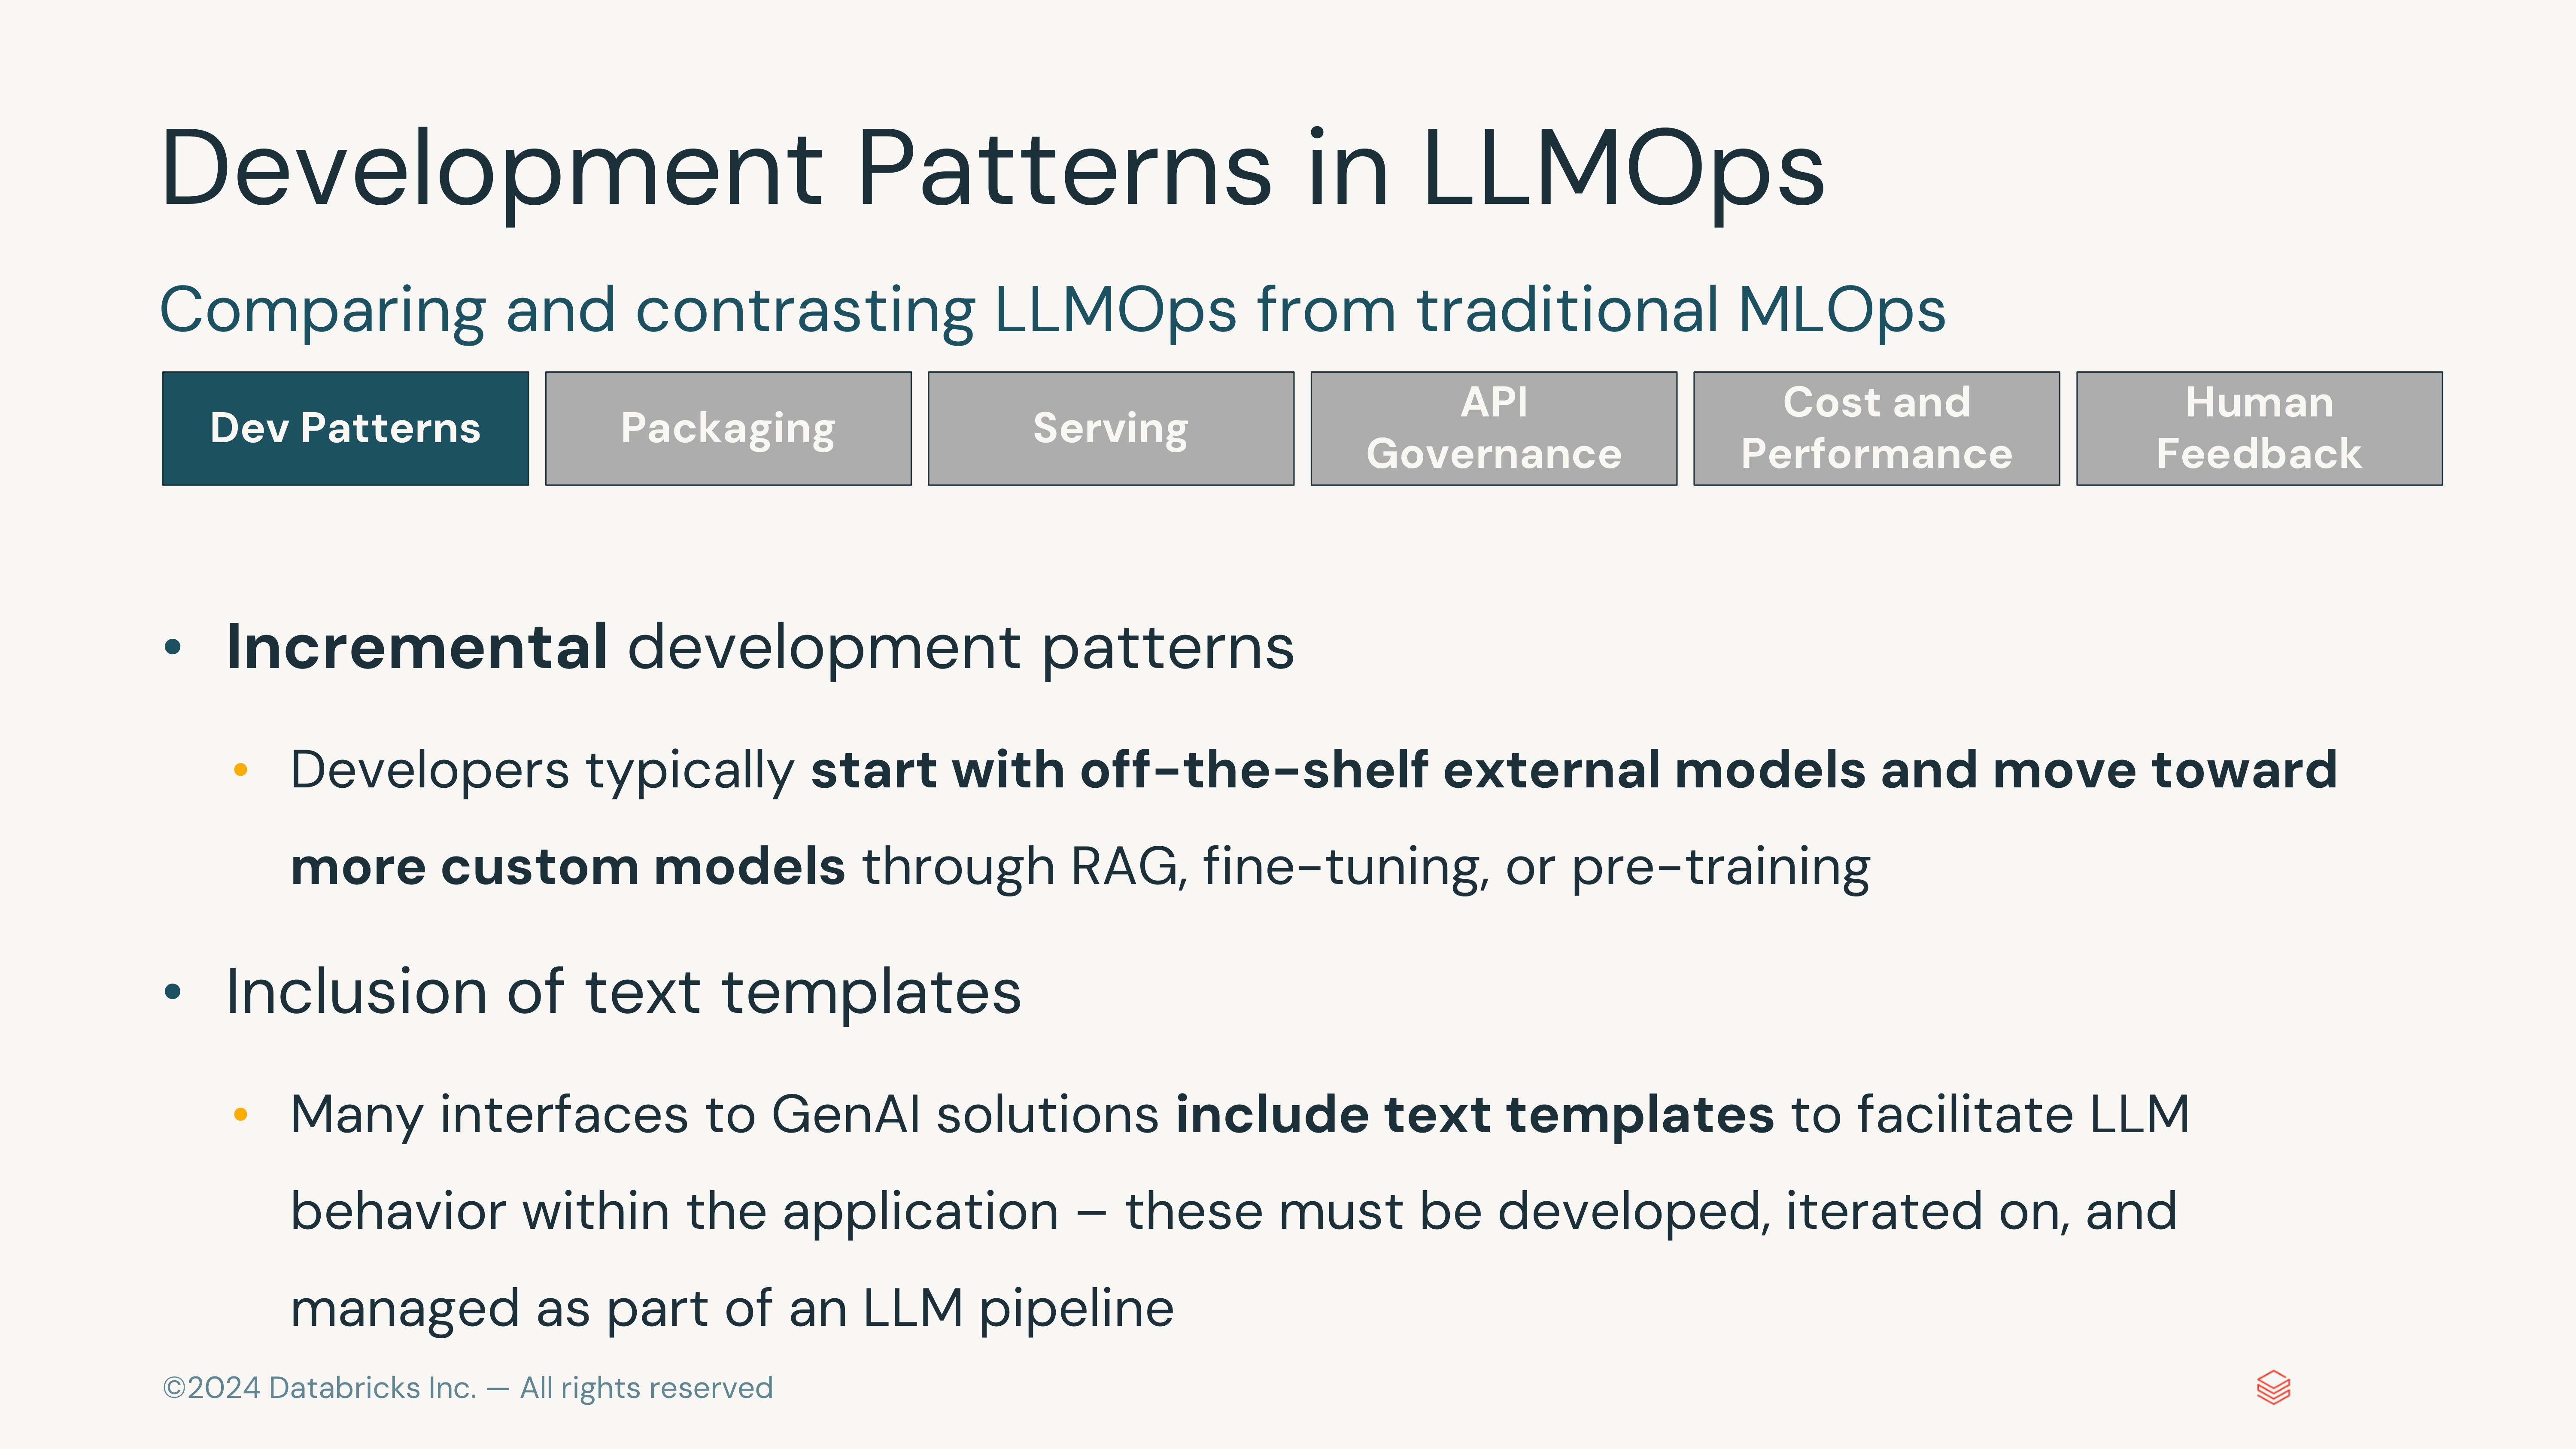 Development Patterns in LLMOps
Comparing and contrasting LLMOps from traditional MLOps
Dev Patterns
Packaging
Serving
API
Governance
Cost and
Performance
Human
Feedback
• Incremental development patterns
• Developers typically start with off-the-shelf external models and move toward
more custom models through RAG, fine-tuning, or pre-training
• Inclusion of text templates
• Many interfaces to GenAI solutions include text templates to facilitate LLM
behavior within the application – these must be developed, iterated on, and
managed as part of an LLM pipeline
©2024 Databricks Inc. — All rights reserved